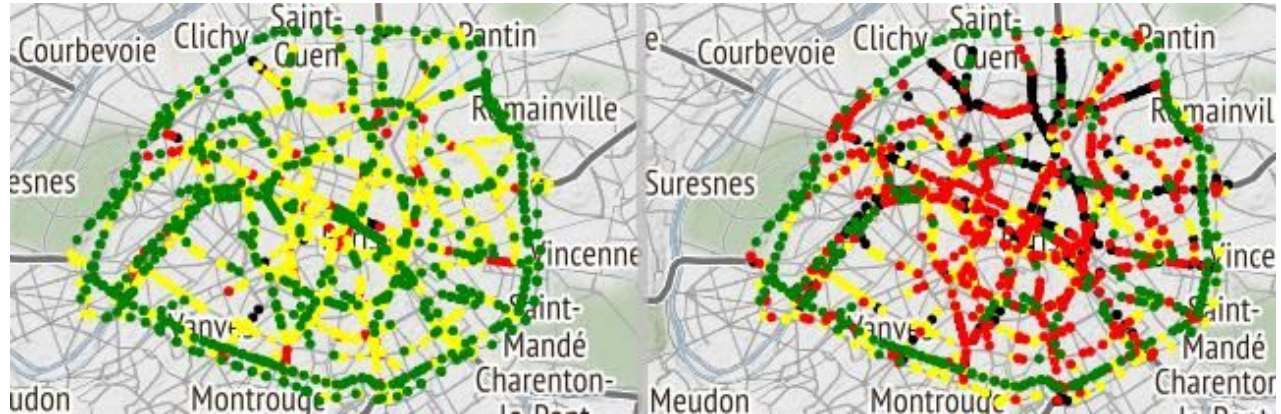 Saint-
Ouen
Clichy
Courbevoie
Pantin
Romainville
esnes
Vincenne
Vanves
Saint-
Mandé
Charenton-
Montrouge
udon
Saint-
Ouen
Clichy
Courbevoie
e
Pantin
Romainvil
Suresnes
Vince
Saint-
Mandé
Charenton-
Montrouge
Meudon